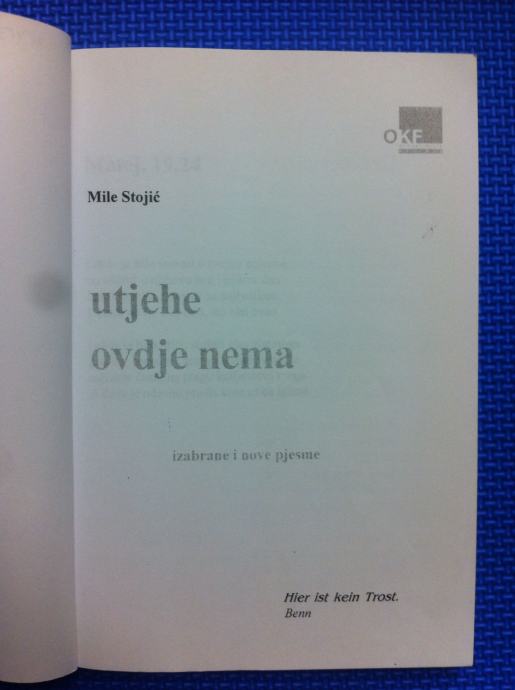 OKF
Mile Stojić
utjehe
ovdje nema
izabrane i nove pjesme
Hier ist kein Trost.
Benn